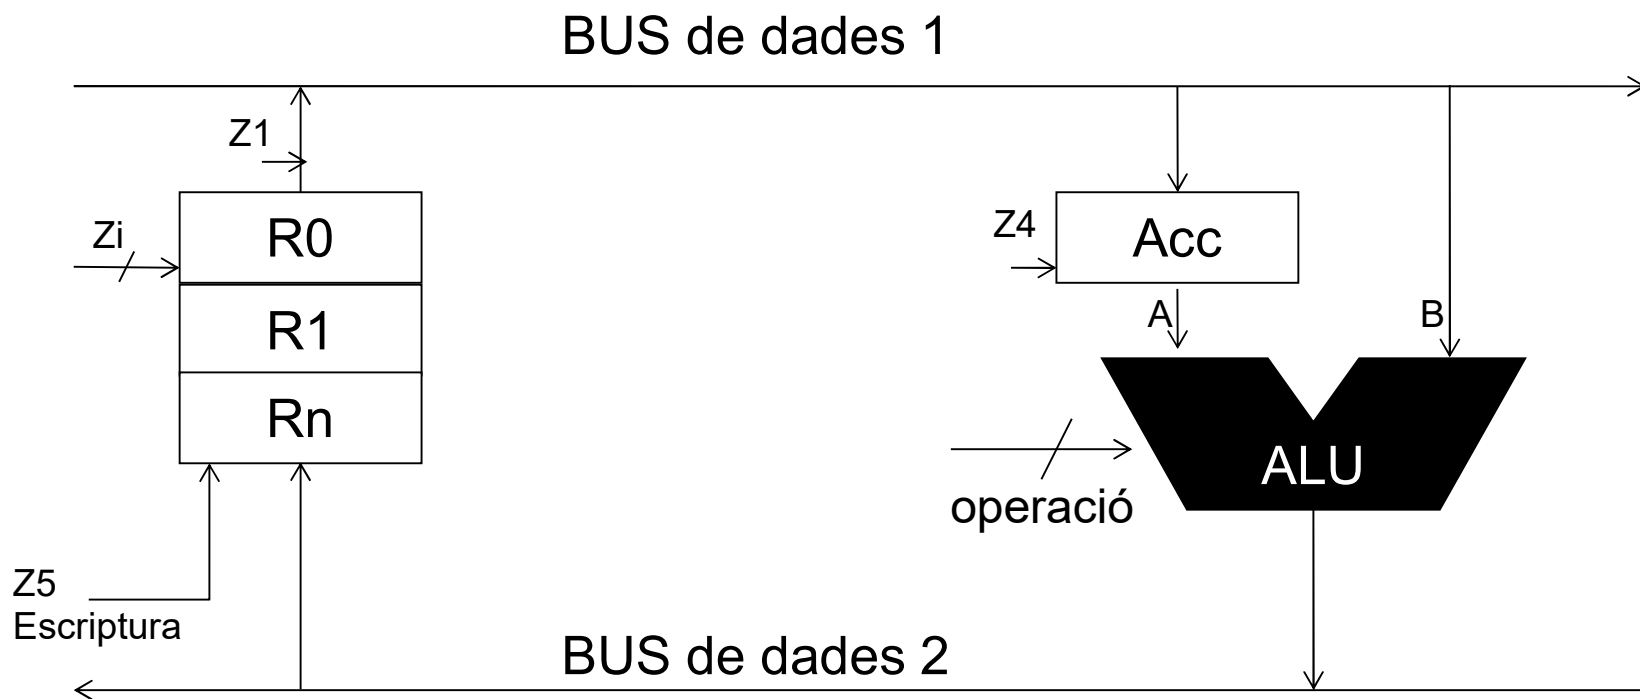 BUS de dades 1
Z1
Zi
R0
Z4
Acc
R1
A
B
Rn
ALU
operació
Z5
Escriptura
BUS de dades 2